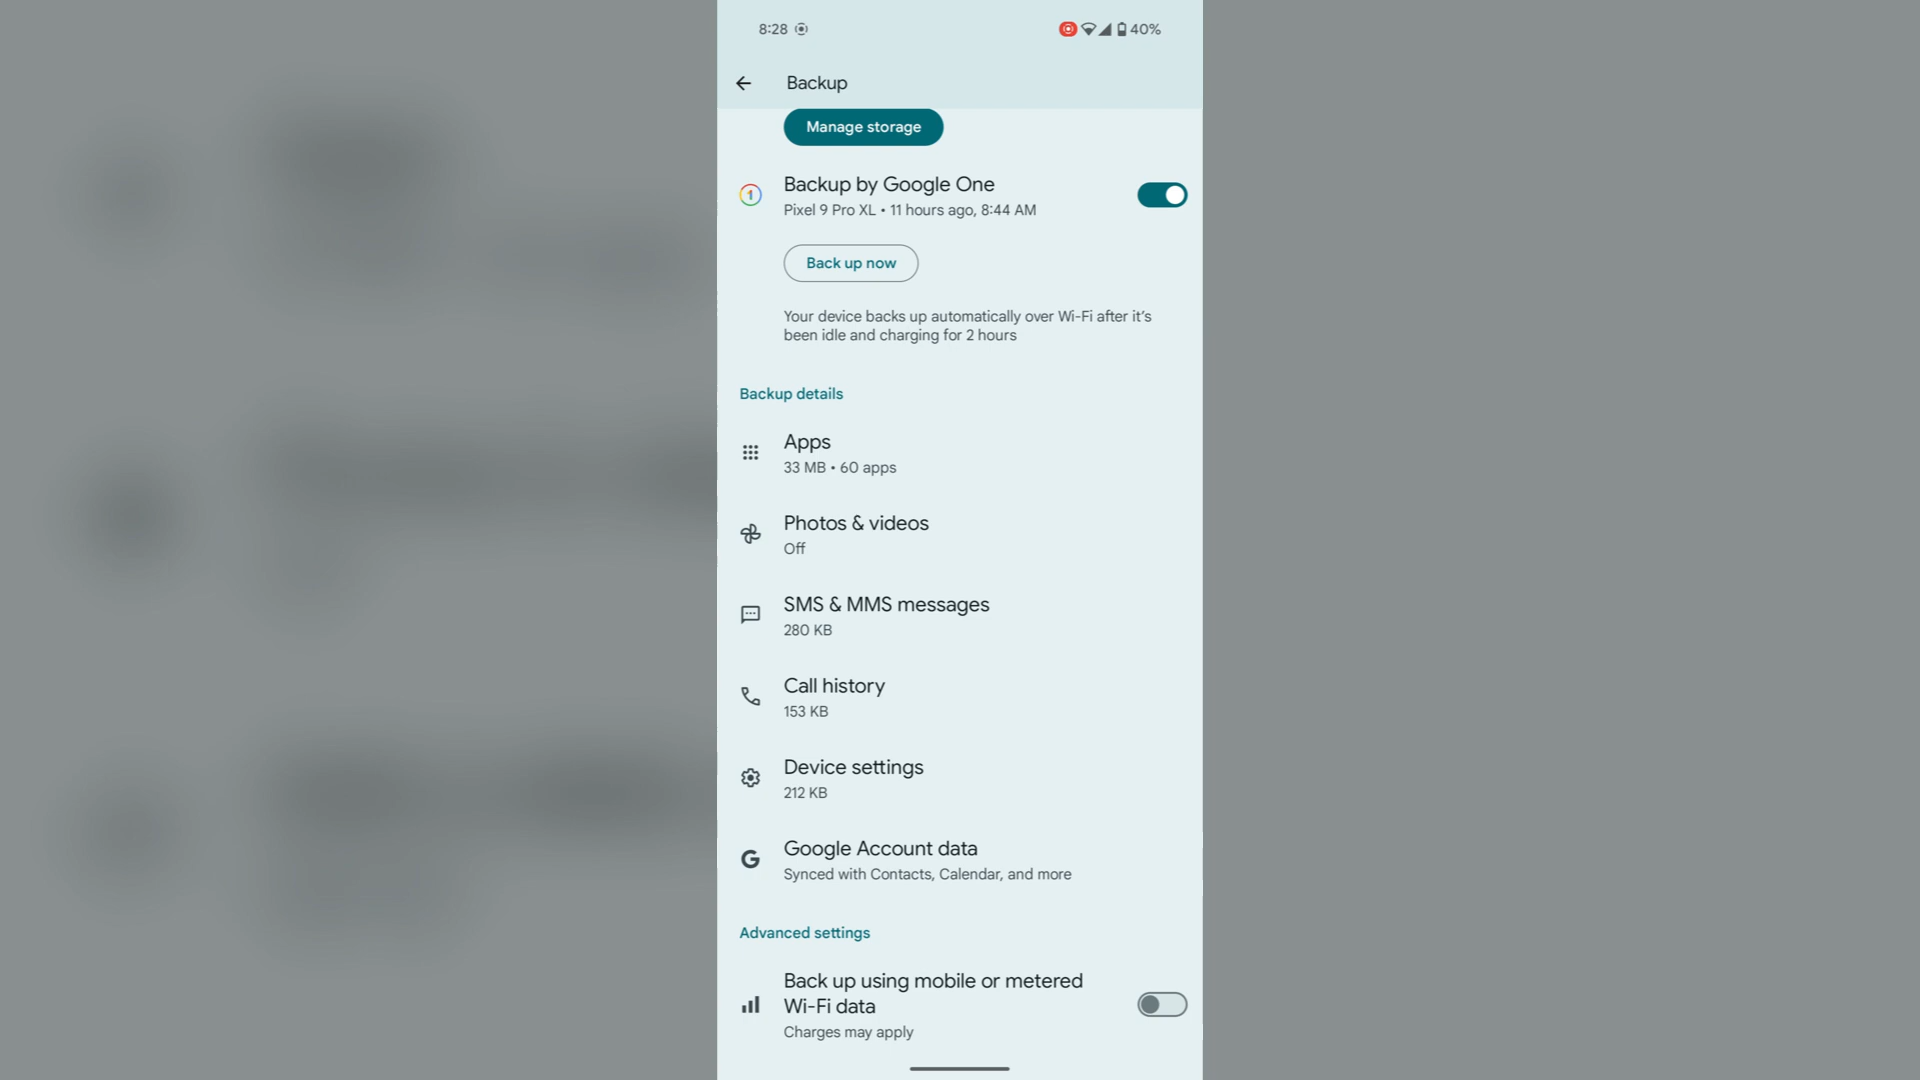 8:28
40%
Backup
Manage storage
1
Backup by Google One
Pixel 9 Pro XL • 11 hours ago, 8:44 AM
Back up now
Your device backs up automatically over Wi-Fi after it's
been idle and charging for 2 hours
Backup details
Apps
33 MB • 60 apps
Photos & videos
Off
SMS & MMS messages
280 KB
Call history
153 KB
Device settings
212 KB
G
Google Account data
Synced with Contacts, Calendar, and more
Advanced settings
Back up using mobile or metered
Wi-Fi data
Charges may apply